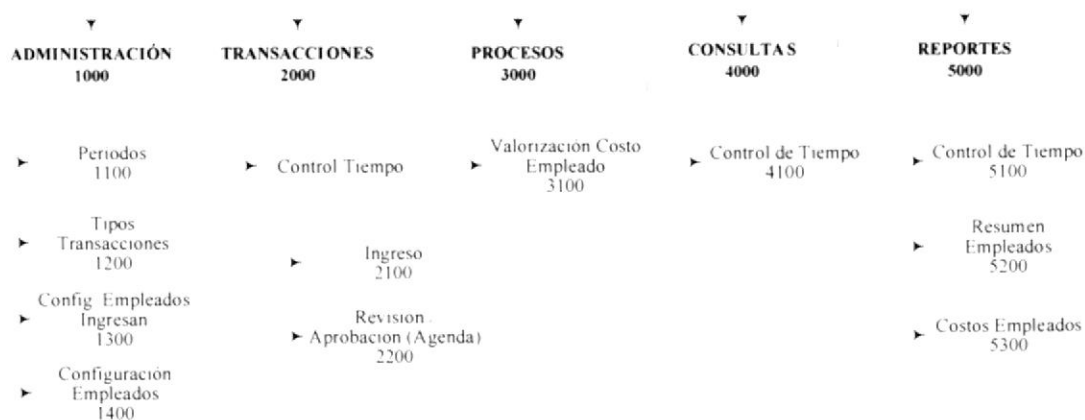 ADMINISTRACIÓN
1000
TRANSACCIONES
2000
PROCESOS
3000
CONSULTAS
4000
REPORTES
5000
Periodos
1100
Tipos
Transacciones
1200
Config Empleados
Ingresan
1300
Configuración
Empleados
1400
Control Tiempo
Ingreso
2100
Revision
Aprobacion (Agenda)
2200
Valorización Costo
Empleado
3100
Control de Tiempo
4100
Control de Tiempo
5100
Resumen
Empleados
5200
Costos Empleados
5300